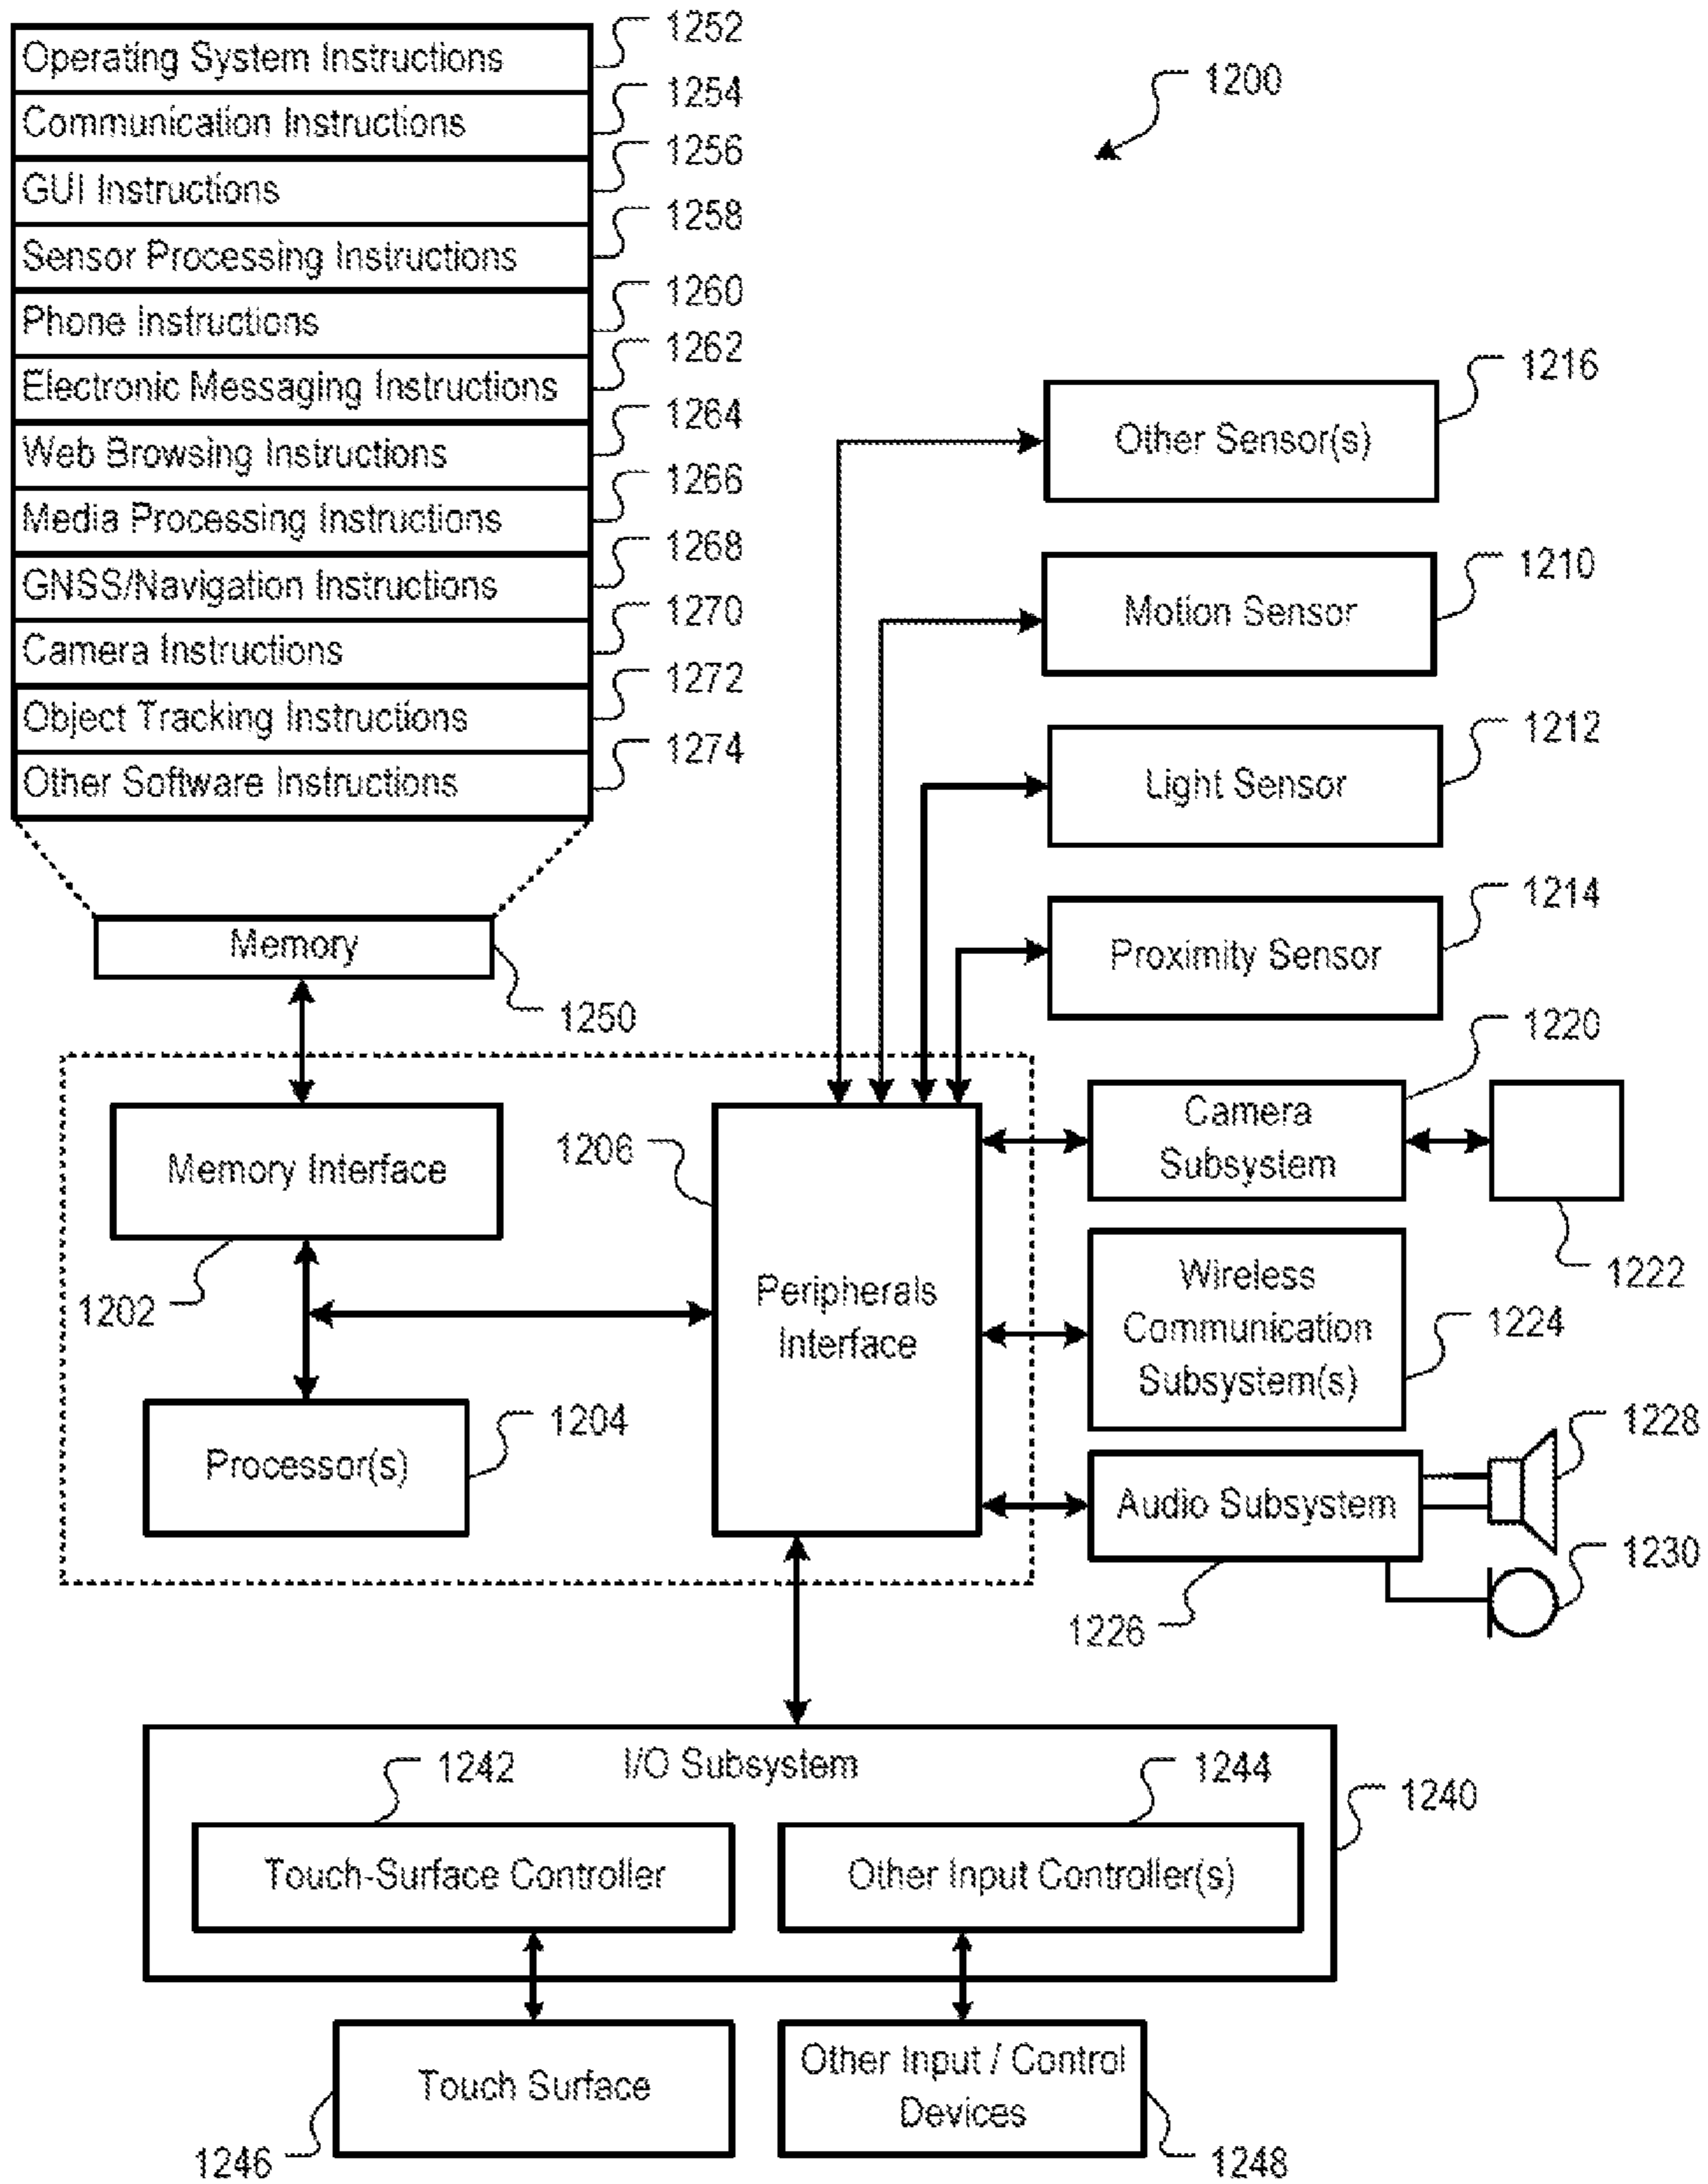 Operating System Instructions
1252
Communication Instructions
1254
GUI Instructions
1256
Sensor Processing Instructions
1258
Phone Instructions
1260
Electronic Messaging Instructions
1262
Web Browsing Instructions
1264
Media Processing Instructions
1266
GNSS/Navigation Instructions
1268
Camera Instructions
1270
Object Tracking Instructions
1272
Other Software Instructions
1274
1200
Memory
1250
Other Sensor(s)
1216
Motion Sensor
1210
Light Sensor
1212
Proximity Sensor
1214
Memory Interface
1202
Processor(s)
1204
1206
Peripherals
Interface
Camera
Subsystem
1220
1222
Wireless
Communication
Subsystem(s)
1224
Audio Subsystem
1226
1228
1230
I/O Subsystem
1240
1242
Touch-Surface Controller
1244
Other Input Controller(s)
Touch Surface
1246
Other Input / Control
Devices
1248